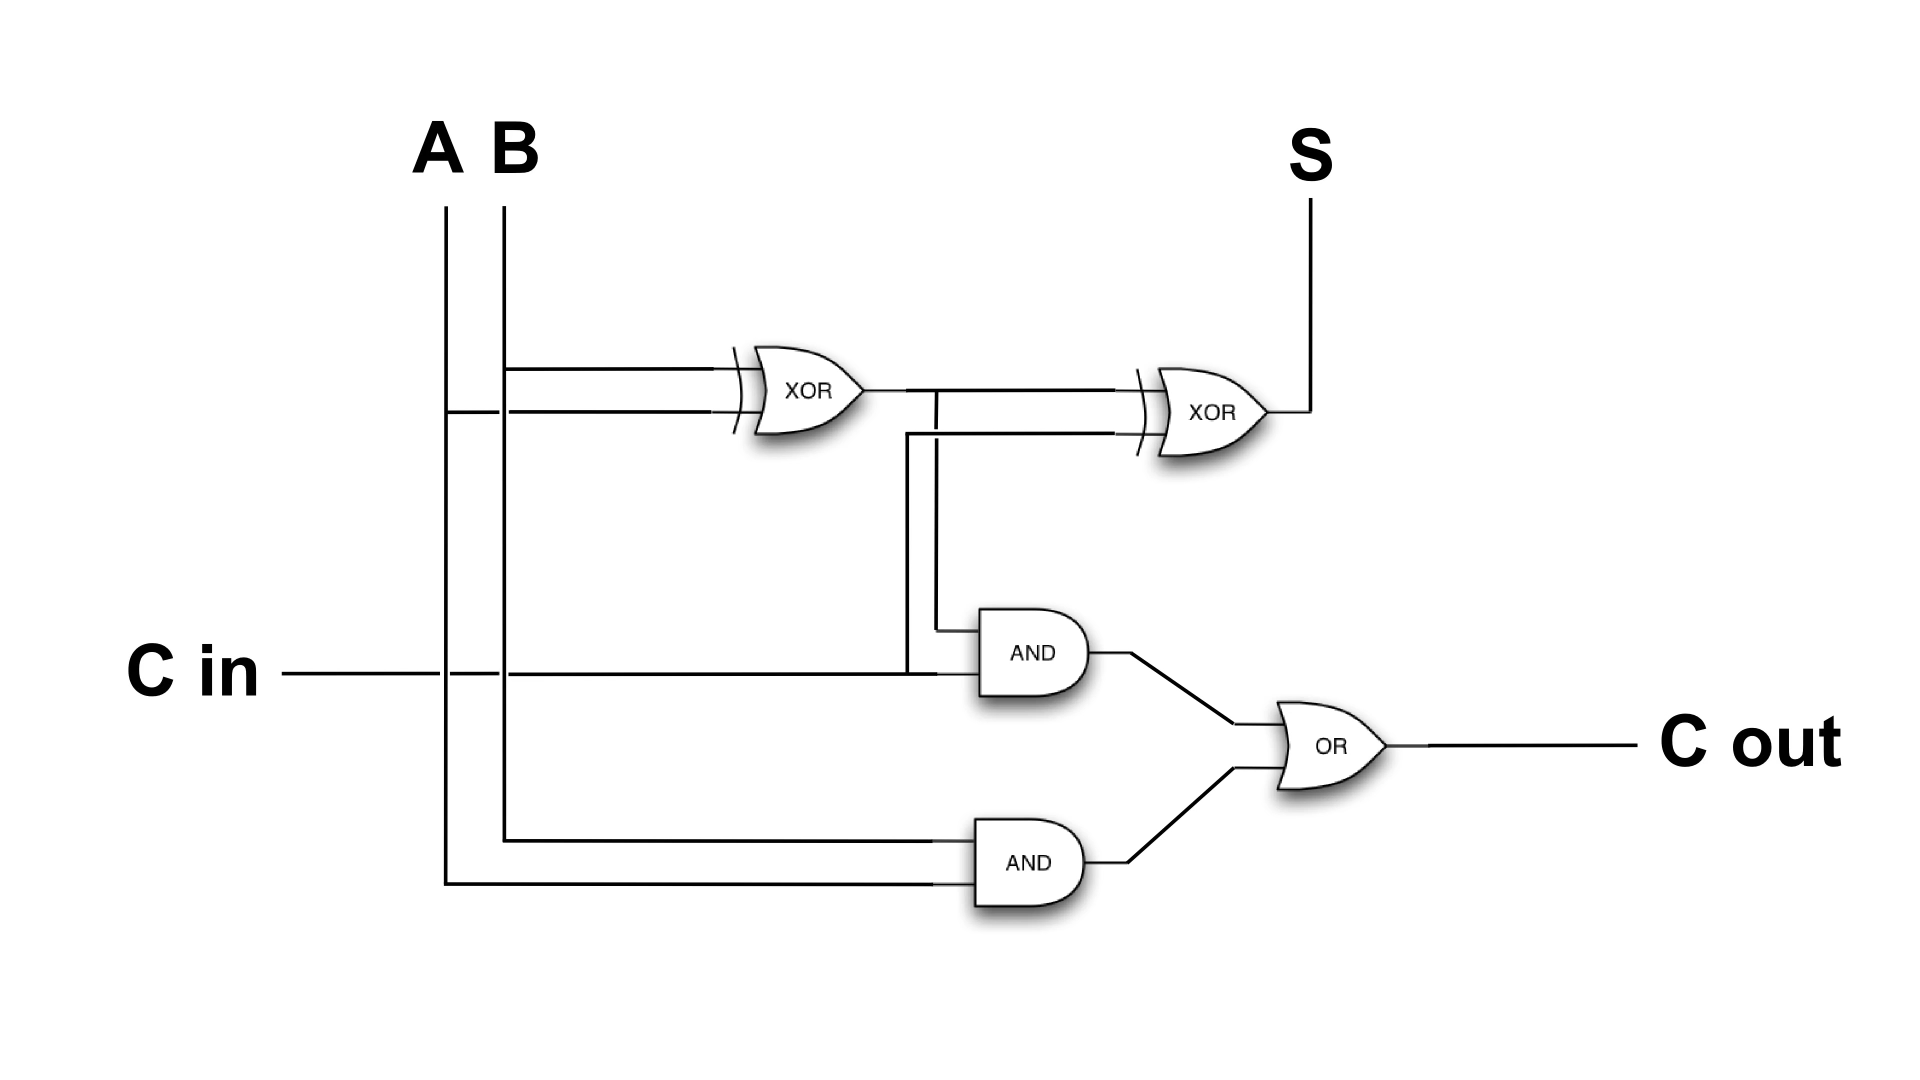 A B
S
XOR
XOR
AND
C in
OR
C out
AND